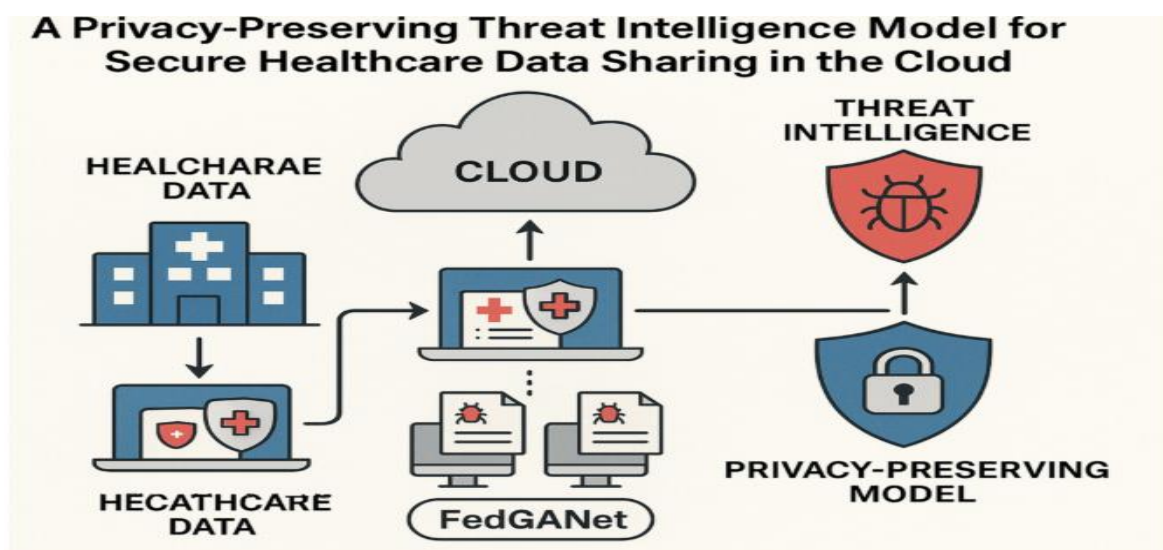 A Privacy-Preserving Threat Intelligence Model for
Secure Healthcare Data Sharing in the Cloud
HEALCHARAE
DATA
CLOUD
THREAT
INTELLIGENCE
HECATHCARE
DATA
FedGANet
PRIVACY-PRESERVING
MODEL